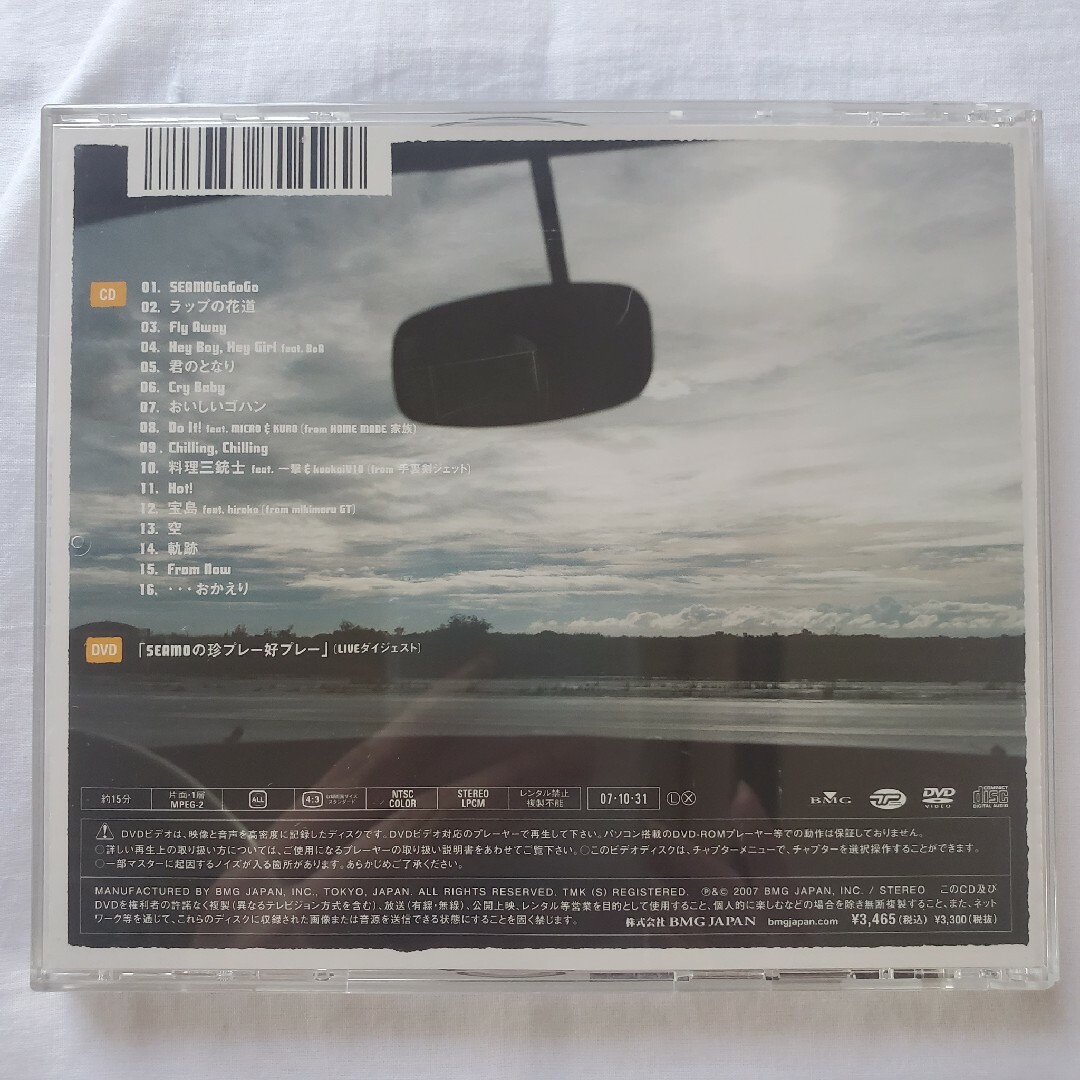 CD
01. SEAMOGoGoGo
02. ラップの花道
03. Fly Away
04. Hey Boy, Hey Girl feat. BoA
05. 君のとなり
06. Cry Baby
07. おいしいゴハン
08. Do It! feat. MICRO & KURO (from HOME MADE 家族)
09. Chilling, Chilling
10. 料理三銃士 feat. 一撃 & kookaiV10 (from 手裏剣ジェット)
11. Hot!
12. 宝島 feat. hiroko (from mihimaru GT)
13. 空
14. 軌跡
15. From Now
16. ・・・おかえり
DVD 「SEAMOの珍プレー好プレー」(LIVEダイジェスト)
約15分 片面・1層 MPEG-2 ALL 4:3 スタンダード NTSC COLOR STEREO LPCM レンタル禁止 複製不能 07・10・31 L X BMG DVD VIDEO COMPACT disc DIGITAL AUDIO
DVDビデオは、映像と音声を高密度に記録したディスクです。DVDビデオ対応のプレーヤーで再生して下さい。パソコン搭載のDVD-ROMプレーヤー等での動作は保証しておりません。
○詳しい再生上の取り扱い方については、ご使用になるプレーヤーの取り扱い説明書をあわせてご覧下さい。○このビデオディスクは、チャプターメニューで、チャプターを選択操作することができます。
○一部マスターに起因するノイズが入る箇所があります。あらかじめご了承ください。
MANUFACTURED BY BMG JAPAN, INC., TOKYO, JAPAN. ALL RIGHTS RESERVED. TMK (S) REGISTERED. ℗&© 2007 BMG JAPAN, INC. / STEREO このCD及び
DVDを権利者の許諾なく複製(異なるテレビジョン方式を含む)、放送(有線・無線)、公開上映、レンタル等営業を目的として使用すること、個人的に楽しむなどの場合を除き無断複製すること、また、ネット
ワーク等を通じて、これらのディスクに収録された画像または音源を送信できる状態にすることを固く禁じます。 株式会社 BMG JAPAN bmgjapan.com ¥3,465(税込) ¥3,300(税抜)